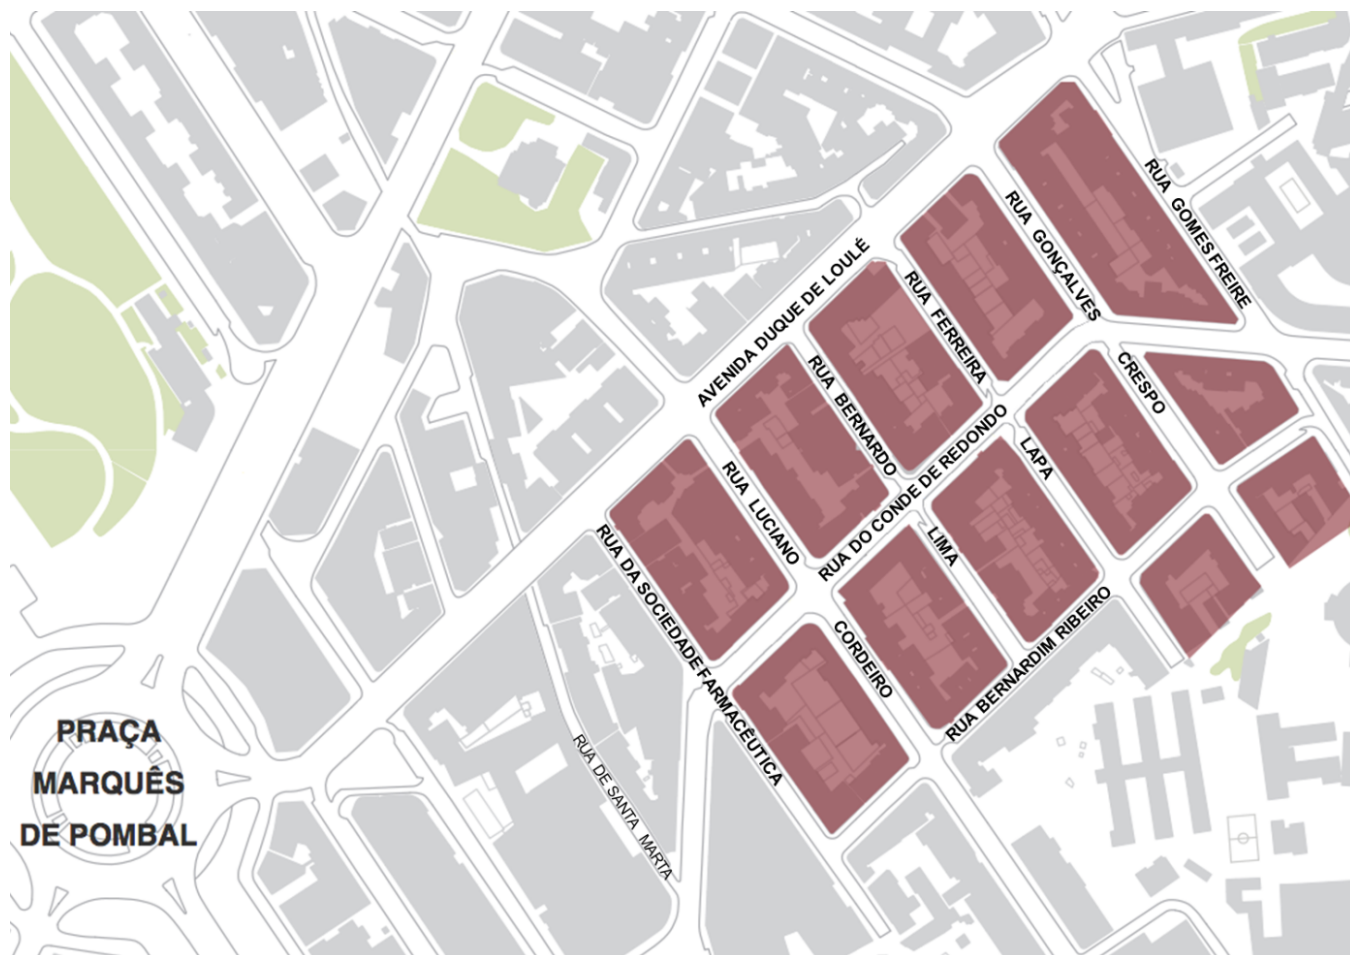 RUA GOMES FREIRE
RUA GONÇALVES
CRESPO
AVENIDA DUQUE DE LOULÉ
RUA FERREIRA
LAPA
RUA BERNARDO
LIMA
RUA DO CONDE DE REDONDO
RUA LUCIANO
CORDEIRO
RUA DA SOCIEDADE FARMACÊUTICA
RUA BERNARDIM RIBEIRO
RUA DE SANTA MARTA
PRAÇA
MARQUÊS
DE POMBAL